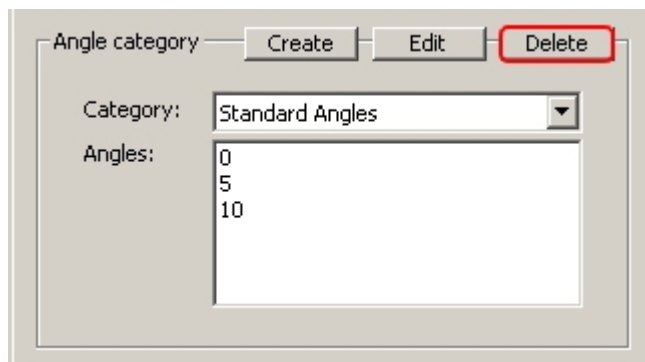 Angle category Create Edit Delete
Category: Standard Angles
Angles: 0
5
10